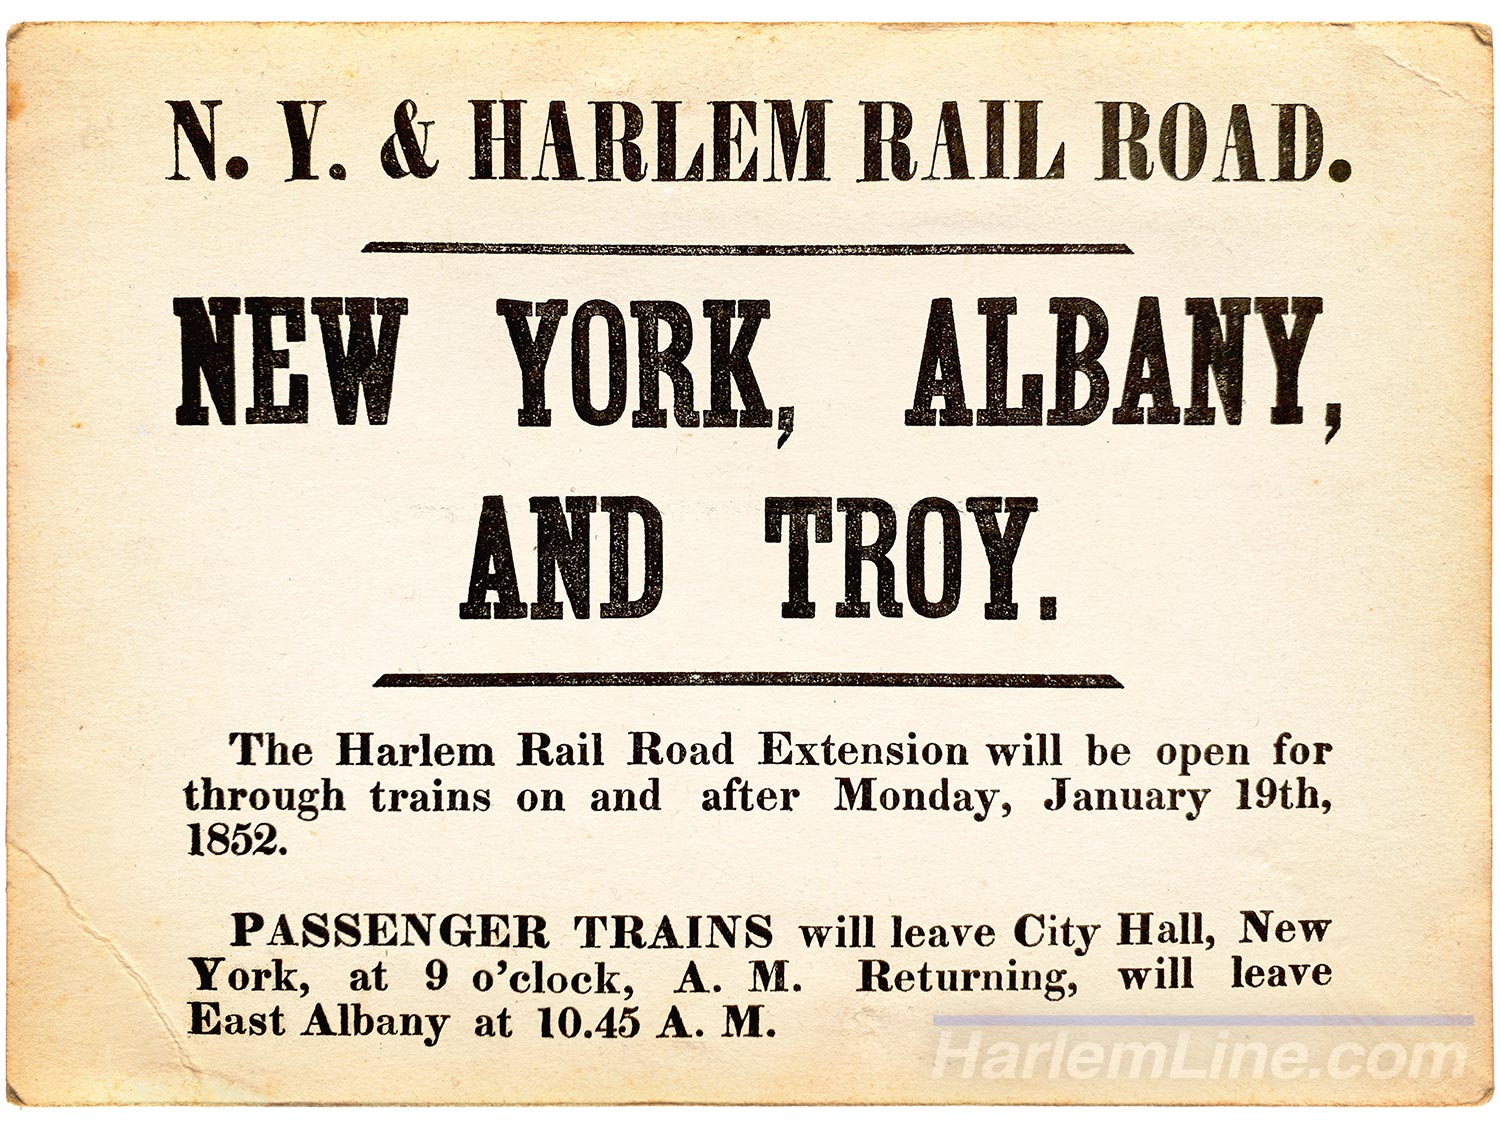 N. Y. & HARLEM RAIL ROAD.
NEW YORK, ALBANY,
AND TROY.
The Harlem Rail Road Extension will be open for
through trains on and after Monday, January 19th,
1852.
PASSENGER TRAINS will leave City Hall, New
York, at 9 o'clock, A. M. Returning, will leave
East Albany at 10.45 A. M.
HarlemLine.com